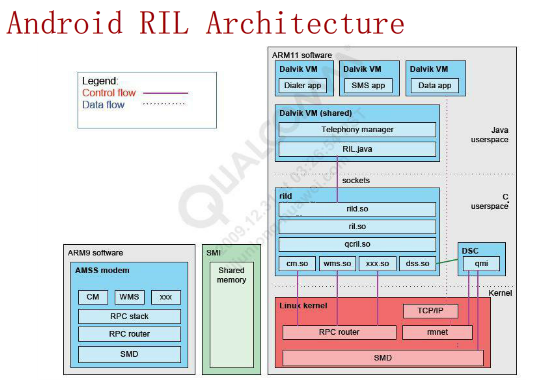 Android RIL Architecture
Legend:
Control flow
Data flow
ARM11 software
Dalvik VM
Dialer app
Dalvik VM
SMS app
Dalvik VM
Data app
Dalvik VM (shared)
Telephony manager
RIL.java
Java
userspace
sockets
rild
rild.so
ril.so
qcril.so
cm.so
wms.so
xxx.so
dss.so
C
userspace
DSC
qmi
Kernel
Linux kernel
TCP/IP
RPC router
rmnet
SMD
ARM9 software
AMSS modem
CM
WMS
xxx
RPC stack
RPC router
SMD
SMI
Shared
memory
QUALCOMM